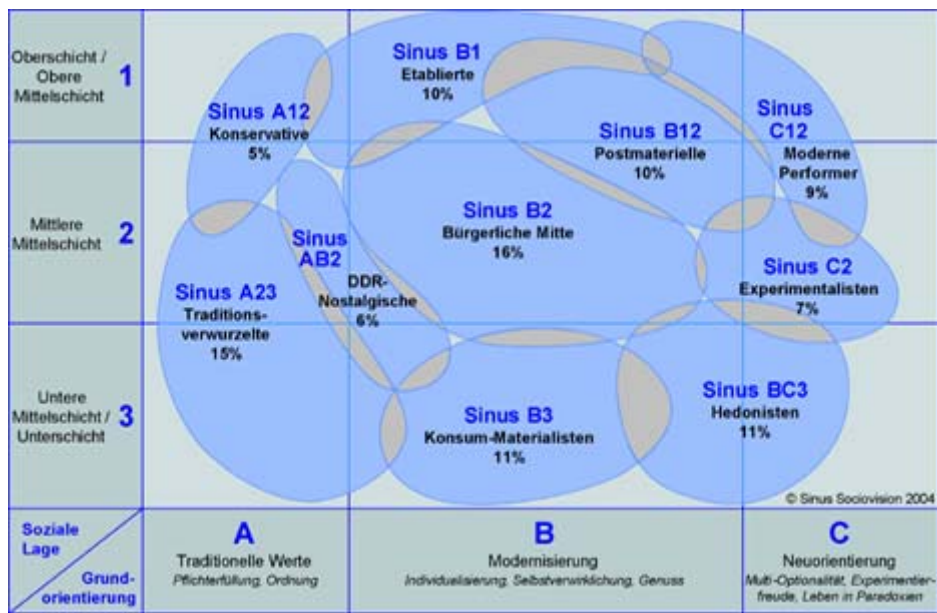 Oberschicht /
Obere
Mittelschicht
1
Sinus B1
Etablierte
10%
Sinus A12
Konservative
5%
Sinus B12
Postmaterielle
10%
Sinus
C12
Moderne
Performer
9%
Mittlere
Mittelschicht
2
Sinus
AB2
DDR-
Nostalgische
6%
Sinus B2
Bürgerliche Mitte
16%
Sinus A23
Traditions-
verwurzelte
15%
Sinus C2
Experimentalisten
7%
Untere
Mittelschicht /
Unterschicht
3
Sinus B3
Konsum-Materialisten
11%
Sinus BC3
Hedonisten
11%
© Sinus Sociovision 2004
Soziale
Lage
Grund-
orientierung
A
Traditionelle Werte
Pflichterfüllung, Ordnung
B
Modernisierung
Individualisierung, Selbstverwirklichung, Genuss
C
Neuorientierung
Multi-Optionalität, Experimentier-
freude, Leben in Paradoxien